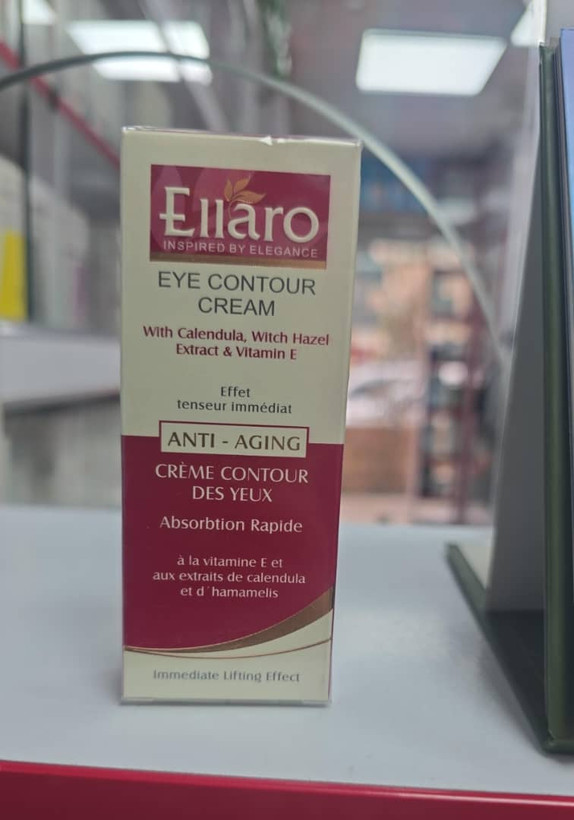 Ellaro
INSPIRED BY ELEGANCE
EYE CONTOUR
CREAM
With Calendula, Witch Hazel
Extract & Vitamin E
Effet
tenseur immédiat
ANTI - AGING
CRÈME CONTOUR
DES YEUX
Absorbtion Rapide
à la vitamine E et
aux extraits de calendula
et d´hamamelis
Immediate Lifting Effect